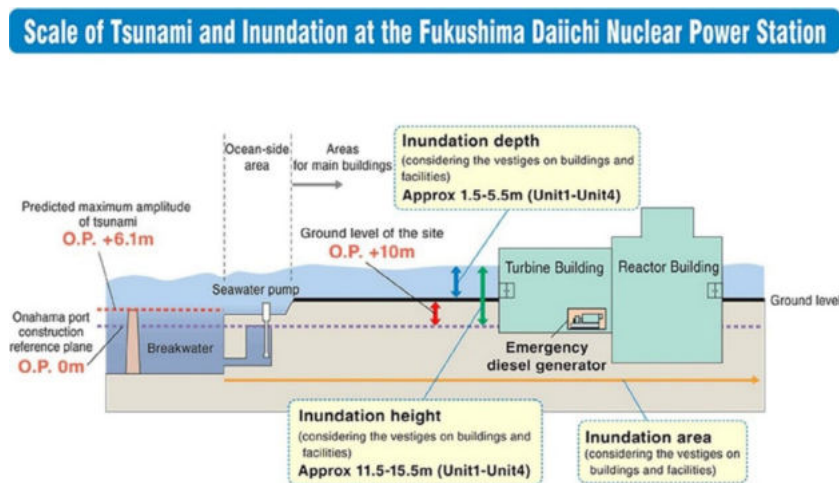 Scale of Tsunami and Inundation at the Fukushima Daiichi Nuclear Power Station
Ocean-side
area
Areas
for main buildings
Inundation depth
(considering the vestiges on buildings and
facilities)
Approx 1.5-5.5m (Unit1-Unit4)
Predicted maximum amplitude
of tsunami
O.P. +6.1m
Ground level of the site
O.P. +10m
Seawater pump
Turbine Building
Reactor Building
Ground level
Onahama port
construction
reference plane
O.P. 0m
Breakwater
Emergency
diesel generator
Inundation height
(considering the vestiges on buildings and
facilities)
Approx 11.5-15.5m (Unit1-Unit4)
Inundation area
(considering the vestiges on
buildings and facilities)